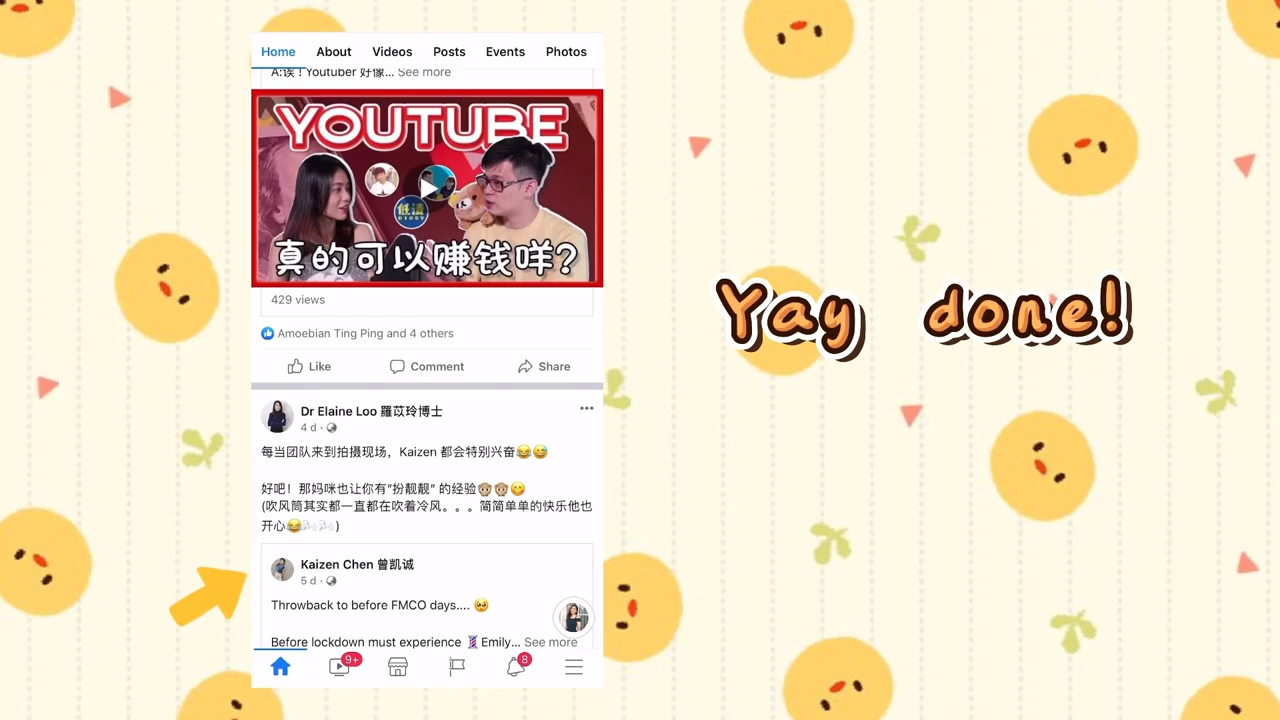 Home About Videos Posts Events Photos
A:诶！Youtuber 好像... See more
YOUTUBE
低清
DISSY
真的可以赚钱咩?
429 views
Amoebian Ting Ping and 4 others
Like Comment Share
Dr Elaine Loo 羅苡玲博士
4 d
每当团队来到拍摄现场，Kaizen 都会特别兴奋😂😅
好吧！那妈咪也让你有“扮靓靓” 的经验🙊🙊😋
(吹风筒其实都一直都在吹着冷风。。。简简单单的快乐他也
开心😂🌬🌬)
Kaizen Chen 曾凯诚
5 d
Throwback to before FMCO days.... 🥺
Before lockdown must experience 💈Emily... See more
9+ 8
Yay done!